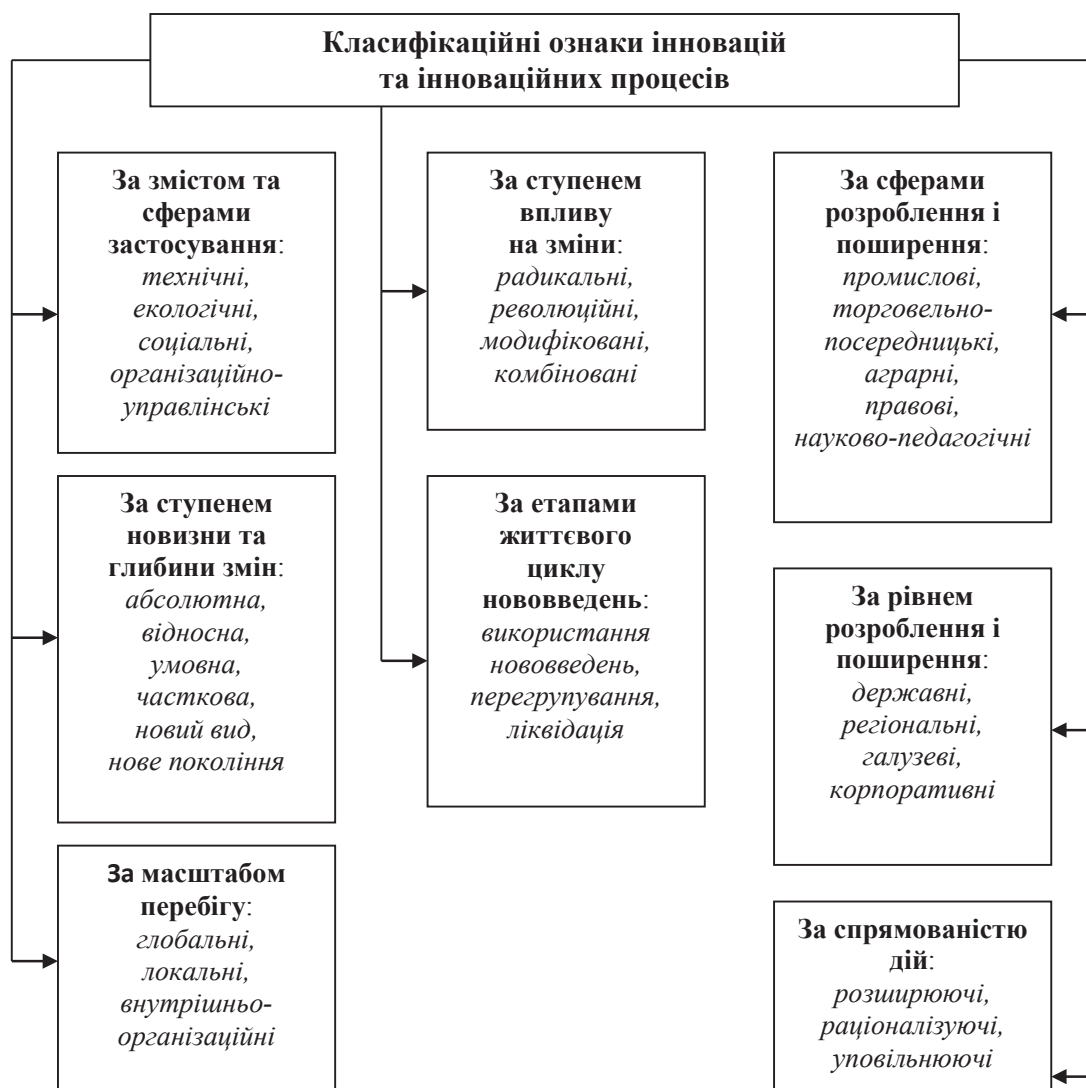 Класифікаційні ознаки інновацій
та інноваційних процесів
За змістом та
сферами
застосування:
технічні,
екологічні,
соціальні,
організаційно-
управлінські
За ступенем
новизни та
глибини змін:
абсолютна,
відносна,
умовна,
часткова,
новий вид,
нове покоління
За масштабом
перебігу:
глобальні,
локальні,
внутрішньо-
організаційні
За ступенем
впливу
на зміни:
радикальні,
революційні,
модифіковані,
комбіновані
За етапами
життєвого
циклу
нововведень:
використання
нововведень,
перегрупування,
ліквідація
За сферами
розроблення і
поширення:
промислові,
торговельно-
посередницькі,
аграрні,
правові,
науково-педагогічні
За рівнем
розроблення і
поширення:
державні,
регіональні,
галузеві,
корпоративні
За спрямованістю
дій:
розширюючі,
раціоналізуючі,
уповільнюючі